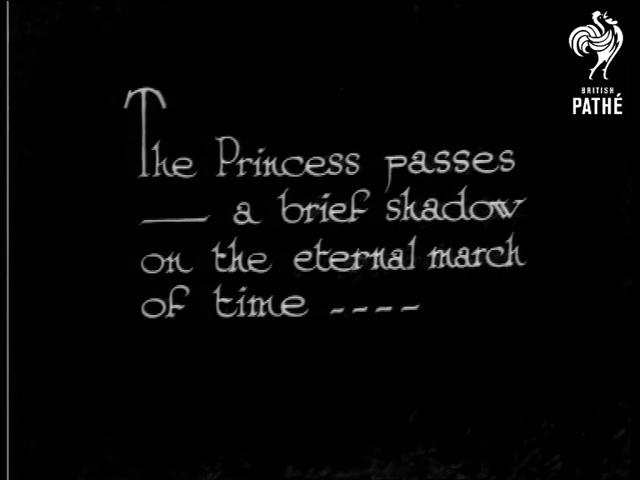 BRITISH
PATHÉ
The Princess passes
— a brief shadow
on the eternal march
of time ----